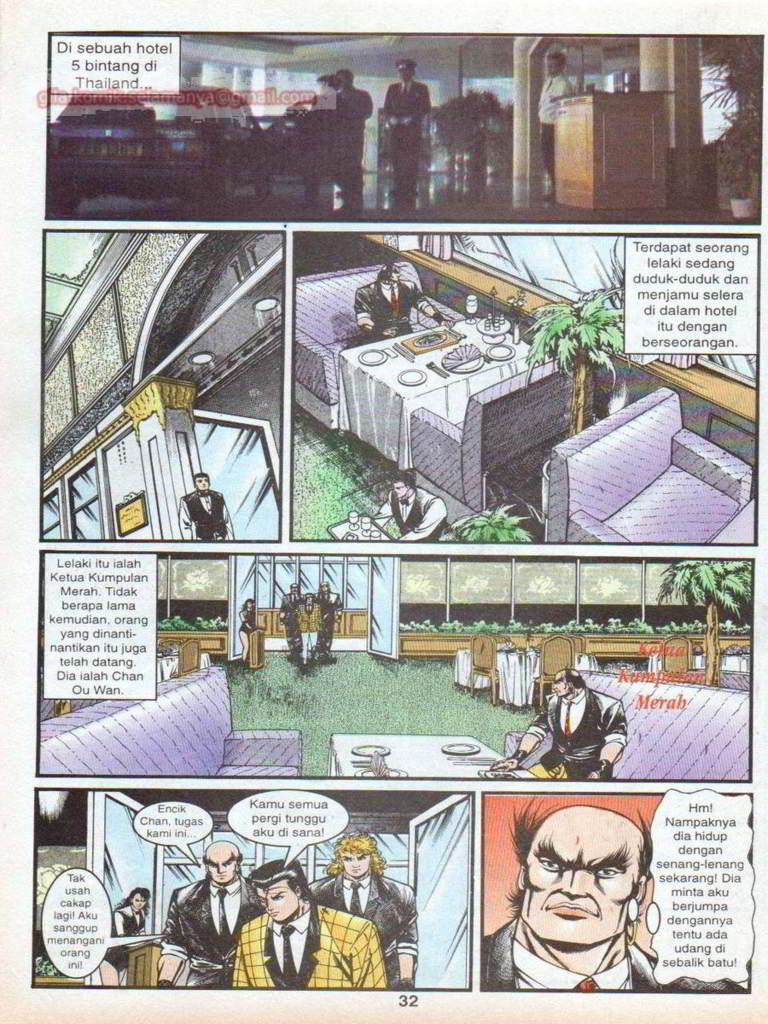 Di sebuah hotel
5 bintang di
Thailand...
gilarkomikselamanya@gmail.com
Terdapat seorang
lelaki sedang
duduk-duduk dan
menjamu selera
di dalam hotel
itu dengan
berseorangan.
Lelaki itu ialah
Ketua Kumpulan
Merah. Tidak
berapa lama
kemudian, orang
yang dinanti-
nantikan itu juga
telah datang.
Dia ialah Chan
Ou Wan.
Ketua
Kumpulan
Merah
Encik
Chan, tugas
kami ini...
Kamu semua
pergi tunggu
aku di sana!
Tak
usah
cakap
lagi! Aku
sanggup
menangani
orang
ini!
Hm!
Nampaknya
dia hidup
dengan
senang-lenang
sekarang! Dia
minta aku
berjumpa
dengannya
tentu ada
udang di
sebalik batu!
32